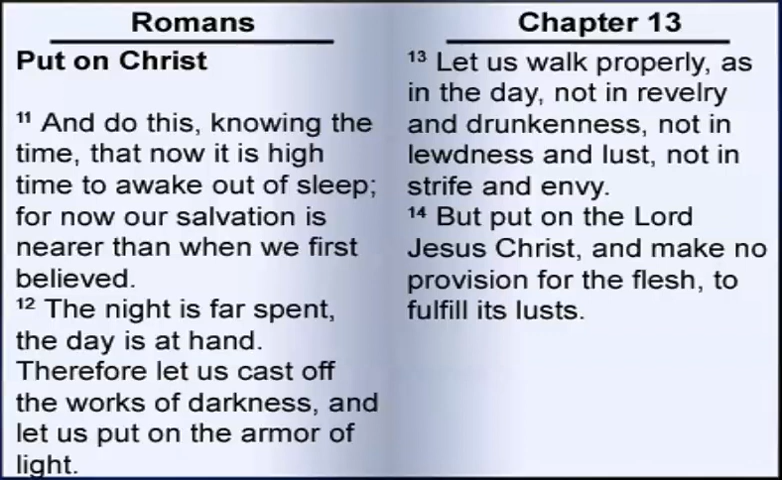 Romans
Put on Christ
¹¹ And do this, knowing the
time, that now it is high
time to awake out of sleep;
for now our salvation is
nearer than when we first
believed.
¹² The night is far spent,
the day is at hand.
Therefore let us cast off
the works of darkness, and
let us put on the armor of
light.
Chapter 13
¹³ Let us walk properly, as
in the day, not in revelry
and drunkenness, not in
lewdness and lust, not in
strife and envy.
¹⁴ But put on the Lord
Jesus Christ, and make no
provision for the flesh, to
fulfill its lusts.